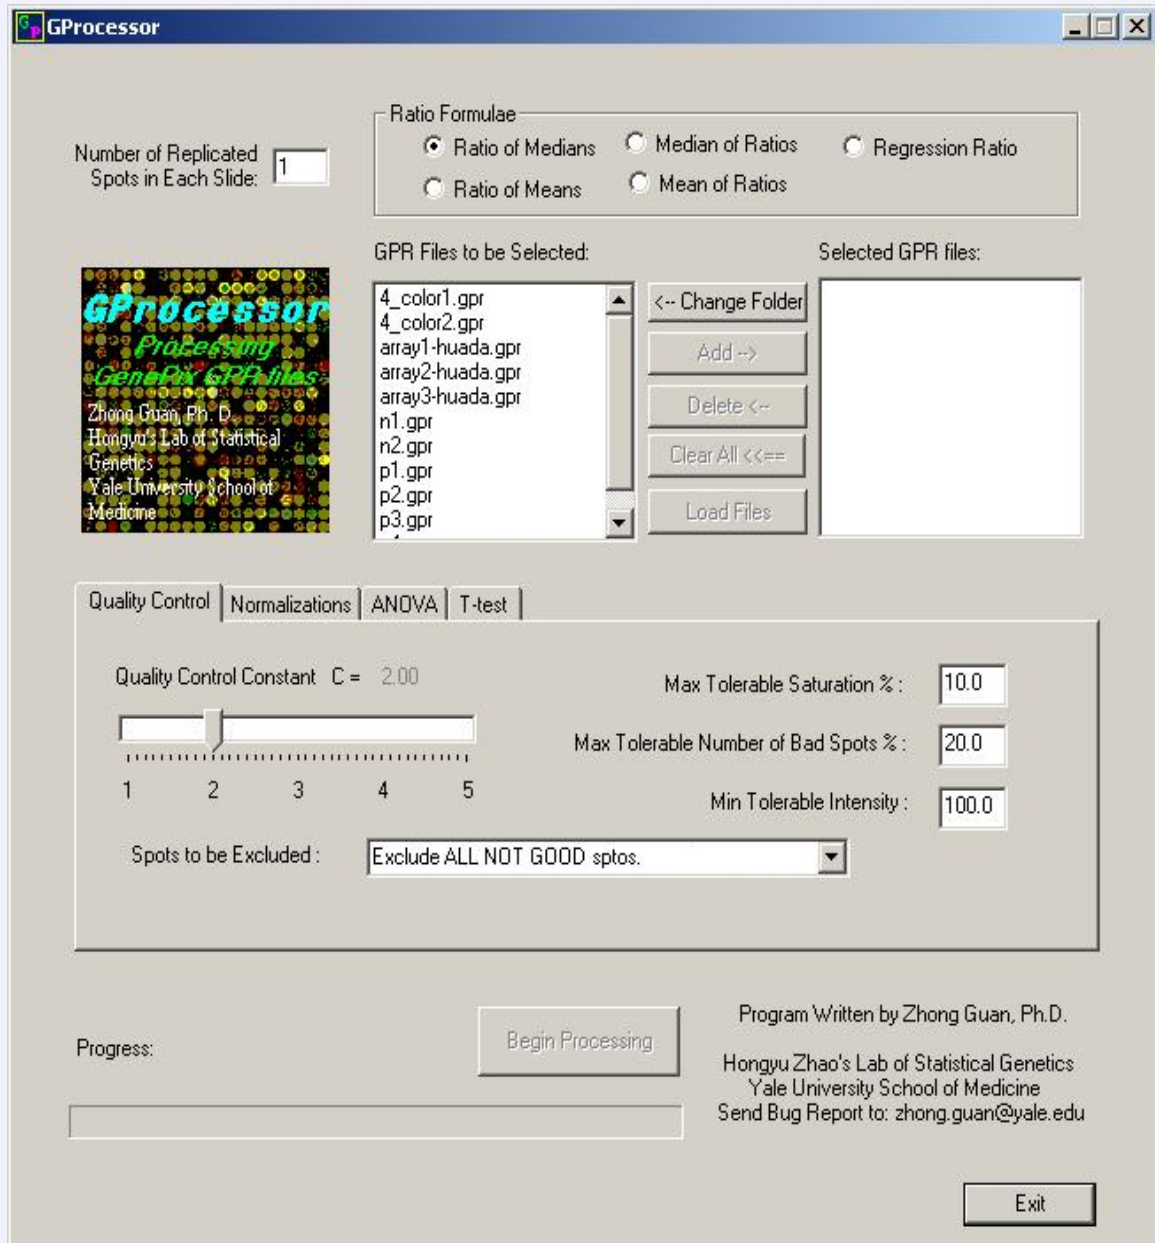 GProcessor
Ratio Formulae
Number of Replicated
Spots in Each Slide:
1
Ratio of Medians
Median of Ratios
Regression Ratio
Ratio of Means
Mean of Ratios
GPR Files to be Selected:
Selected GPR files:
GProcessor
Processing
GenePix GPR files
Zhong Guan, Ph. D.
Hongyu's Lab of Statistical
Genetics
Yale University School of
Medicine
4_color1.gpr
4_color2.gpr
array1-huada.gpr
array2-huada.gpr
array3-huada.gpr
n1.gpr
n2.gpr
p1.gpr
p2.gpr
p3.gpr
<-- Change Folder
Add -->
Delete <--
Clear All <<==
Load Files
Quality Control
Normalizations
ANOVA
T-test
Quality Control Constant C = 2.00
1 2 3 4 5
Max Tolerable Saturation % :
10.0
Max Tolerable Number of Bad Spots % :
20.0
Min Tolerable Intensity :
100.0
Spots to be Excluded :
Exclude ALL NOT GOOD sptos.
Progress:
Begin Processing
Program Written by Zhong Guan, Ph.D.
Hongyu Zhao's Lab of Statistical Genetics
Yale University School of Medicine
Send Bug Report to: zhong.guan@yale.edu
Exit